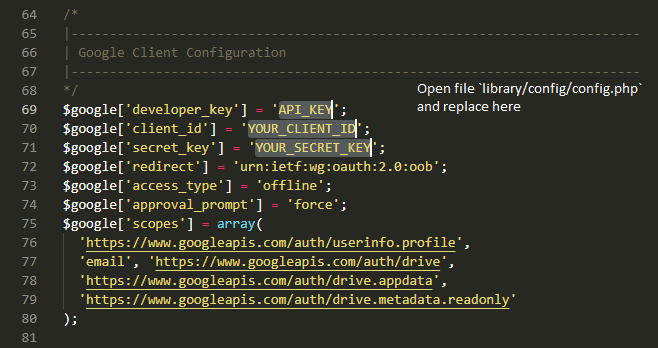 64 /*
65 |--------------------------------------------------------------------------
66 | Google Client Configuration
67 |--------------------------------------------------------------------------
68 */
69 $google['developer_key'] = 'API_KEY';
70 $google['client_id'] = 'YOUR_CLIENT_ID';
71 $google['secret_key'] = 'YOUR_SECRET_KEY';
72 $google['redirect'] = 'urn:ietf:wg:oauth:2.0:oob';
73 $google['access_type'] = 'offline';
74 $google['approval_prompt'] = 'force';
75 $google['scopes'] = array(
76 'https://www.googleapis.com/auth/userinfo.profile',
77 'email', 'https://www.googleapis.com/auth/drive',
78 'https://www.googleapis.com/auth/drive.appdata',
79 'https://www.googleapis.com/auth/drive.metadata.readonly'
80 );
81
Open file `library/config/config.php`
and replace here